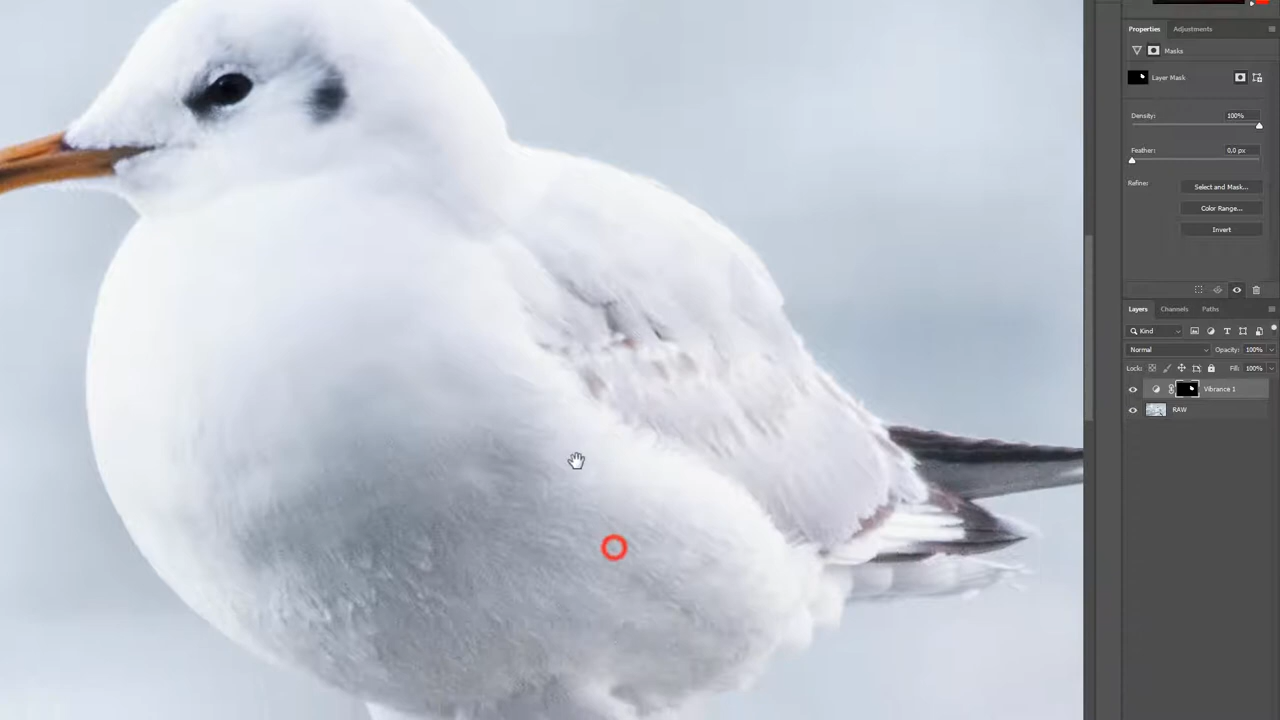 Properties Adjustments
Masks
Layer Mask
Density: 100%
Feather: 0,0 px
Refine: Select and Mask...
Color Range...
Invert
Layers Channels Paths
Kind
Normal Opacity: 100%
Lock: Fill: 100%
Vibrance 1
RAW